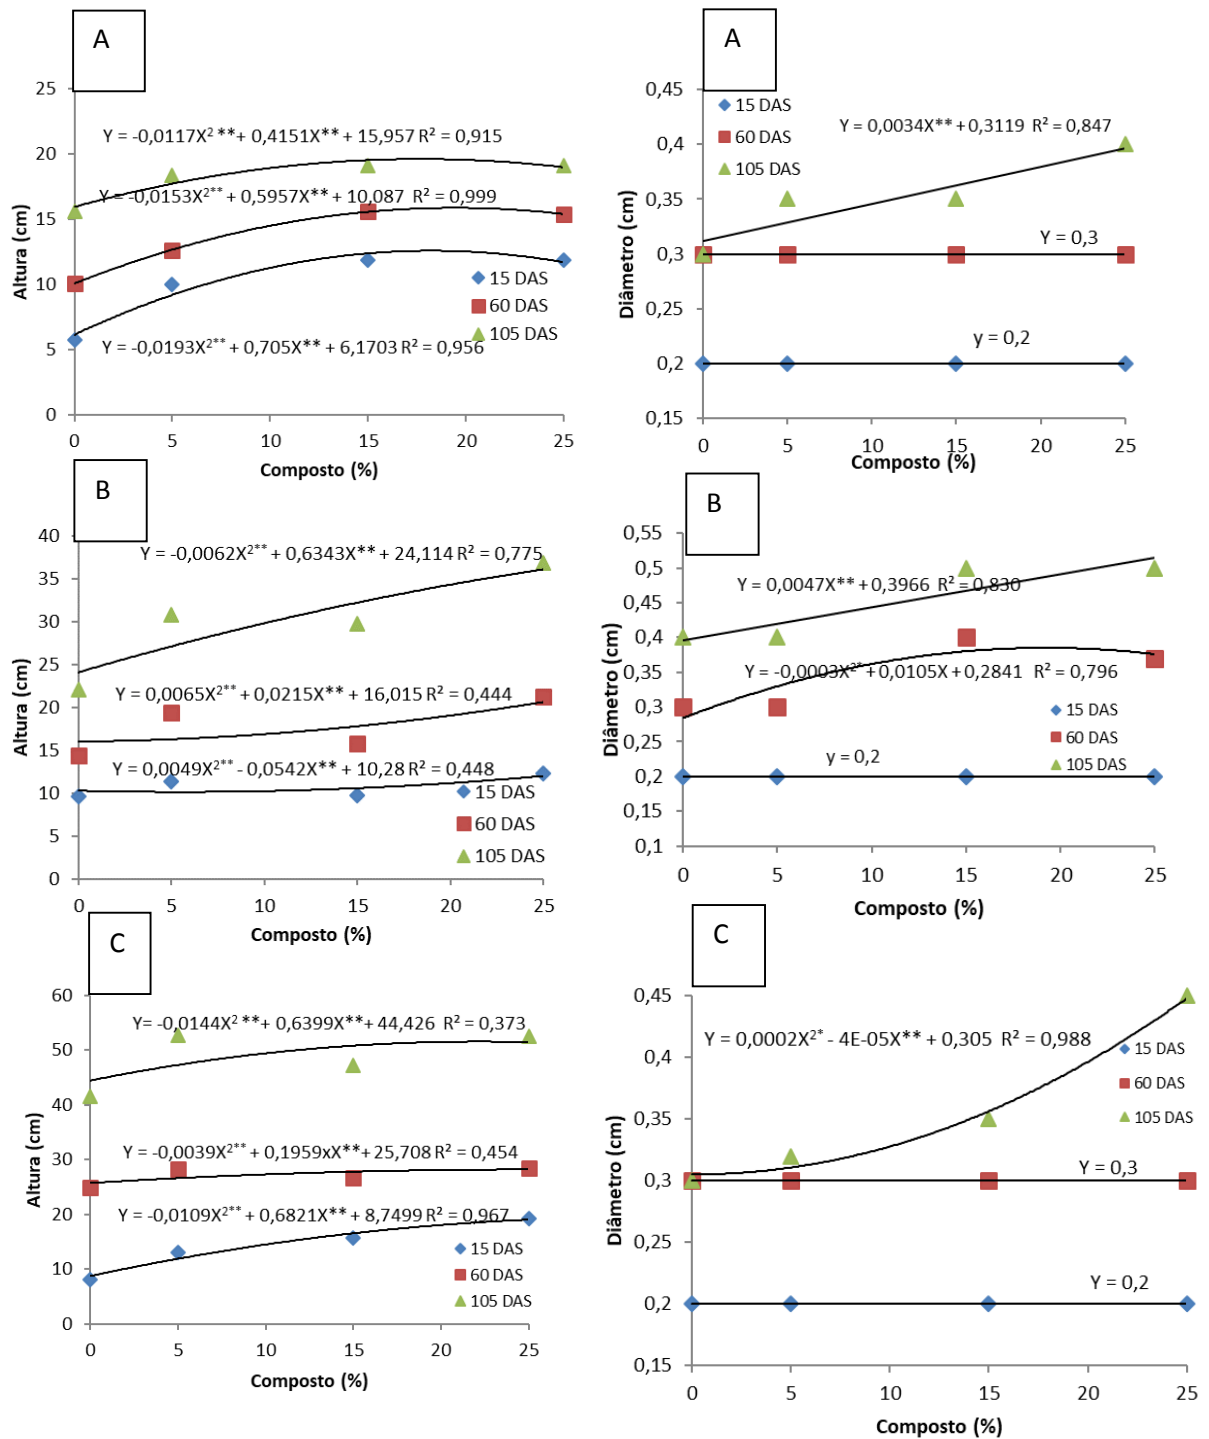 A
25
20
15
10
5
0
Altura (cm)
Y = -0,0117X² **+ 0,4151X** + 15,957 R² = 0,915
Y = -0,0153X²** + 0,5957X** + 10,087 R² = 0,999
Y = -0,0193X²** + 0,705X** + 6,1703 R² = 0,956
15 DAS
60 DAS
105 DAS
0 5 10 15 20 25
Composto (%)
A
0,45
0,4
0,35
0,3
0,25
0,2
0,15
Diâmetro (cm)
15 DAS
60 DAS
105 DAS
Y = 0,0034X** + 0,3119 R² = 0,847
Y = 0,3
y = 0,2
0 5 10 15 20 25
Composto (%)
B
40
35
30
25
20
15
10
5
0
Altura (cm)
Y = -0,0062X²** + 0,6343X** + 24,114 R² = 0,775
Y = 0,0065X²** + 0,0215X** + 16,015 R² = 0,444
Y = 0,0049X²** - 0,0542X** + 10,28 R² = 0,448
15 DAS
60 DAS
105 DAS
0 5 10 15 20 25
Composto (%)
B
0,55
0,5
0,45
0,4
0,35
0,3
0,25
0,2
0,15
0,1
Diâmetro (cm)
Y = 0,0047X** + 0,3966 R² = 0,830
Y = -0,0003X²* + 0,0105X + 0,2841 R² = 0,796
y = 0,2
15 DAS
60 DAS
105 DAS
0 5 10 15 20 25
Composto (%)
C
60
50
40
30
20
10
0
Altura (cm)
Y= -0,0144X² **+ 0,6399X**+ 44,426 R² = 0,373
Y = -0,0039X²** + 0,1959xX**+ 25,708 R² = 0,454
Y = -0,0109X²** + 0,6821X** + 8,7499 R² = 0,967
15 DAS
60 DAS
105 DAS
0 5 10 15 20 25
Composto (%)
C
0,45
0,4
0,35
0,3
0,25
0,2
0,15
Diâmetro (cm)
Y = 0,0002X²* - 4E-05X** + 0,305 R² = 0,988
15 DAS
60 DAS
105 DAS
Y = 0,3
Y = 0,2
0 5 10 15 20 25
Composto (%)